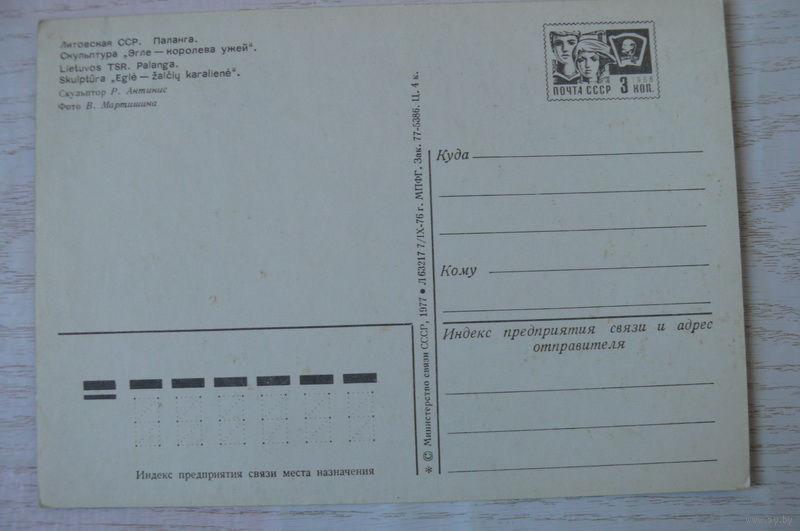 Литовская ССР. Паланга.
Скульптура „Эгле — королева ужей“.
Lietuvos TSR. Palanga.
Skulptūra „Eglė — žalčių karalienė“.
Скульптор Р. Антинис
Фото В. Мартишина
1968
ПОЧТА СССР 3 КОП.
* © Министерство связи СССР, 1977 ● Л 63217 7/IX-76 г. МПФГ. Зак. 77-5386. Ц. 4 к.
Куда
Кому
Индекс предприятия связи и адрес
отправителя
Индекс предприятия связи места назначения